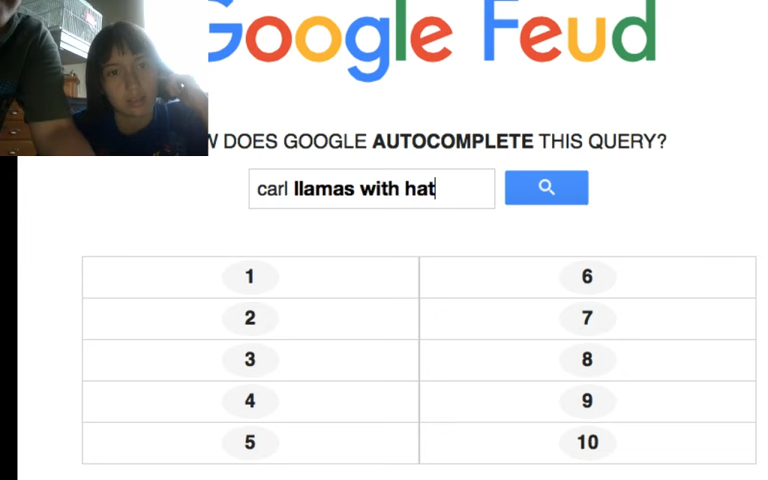 Google Feud
W DOES GOOGLE AUTOCOMPLETE THIS QUERY?
carl llamas with hat
1 6
2 7
3 8
4 9
5 10